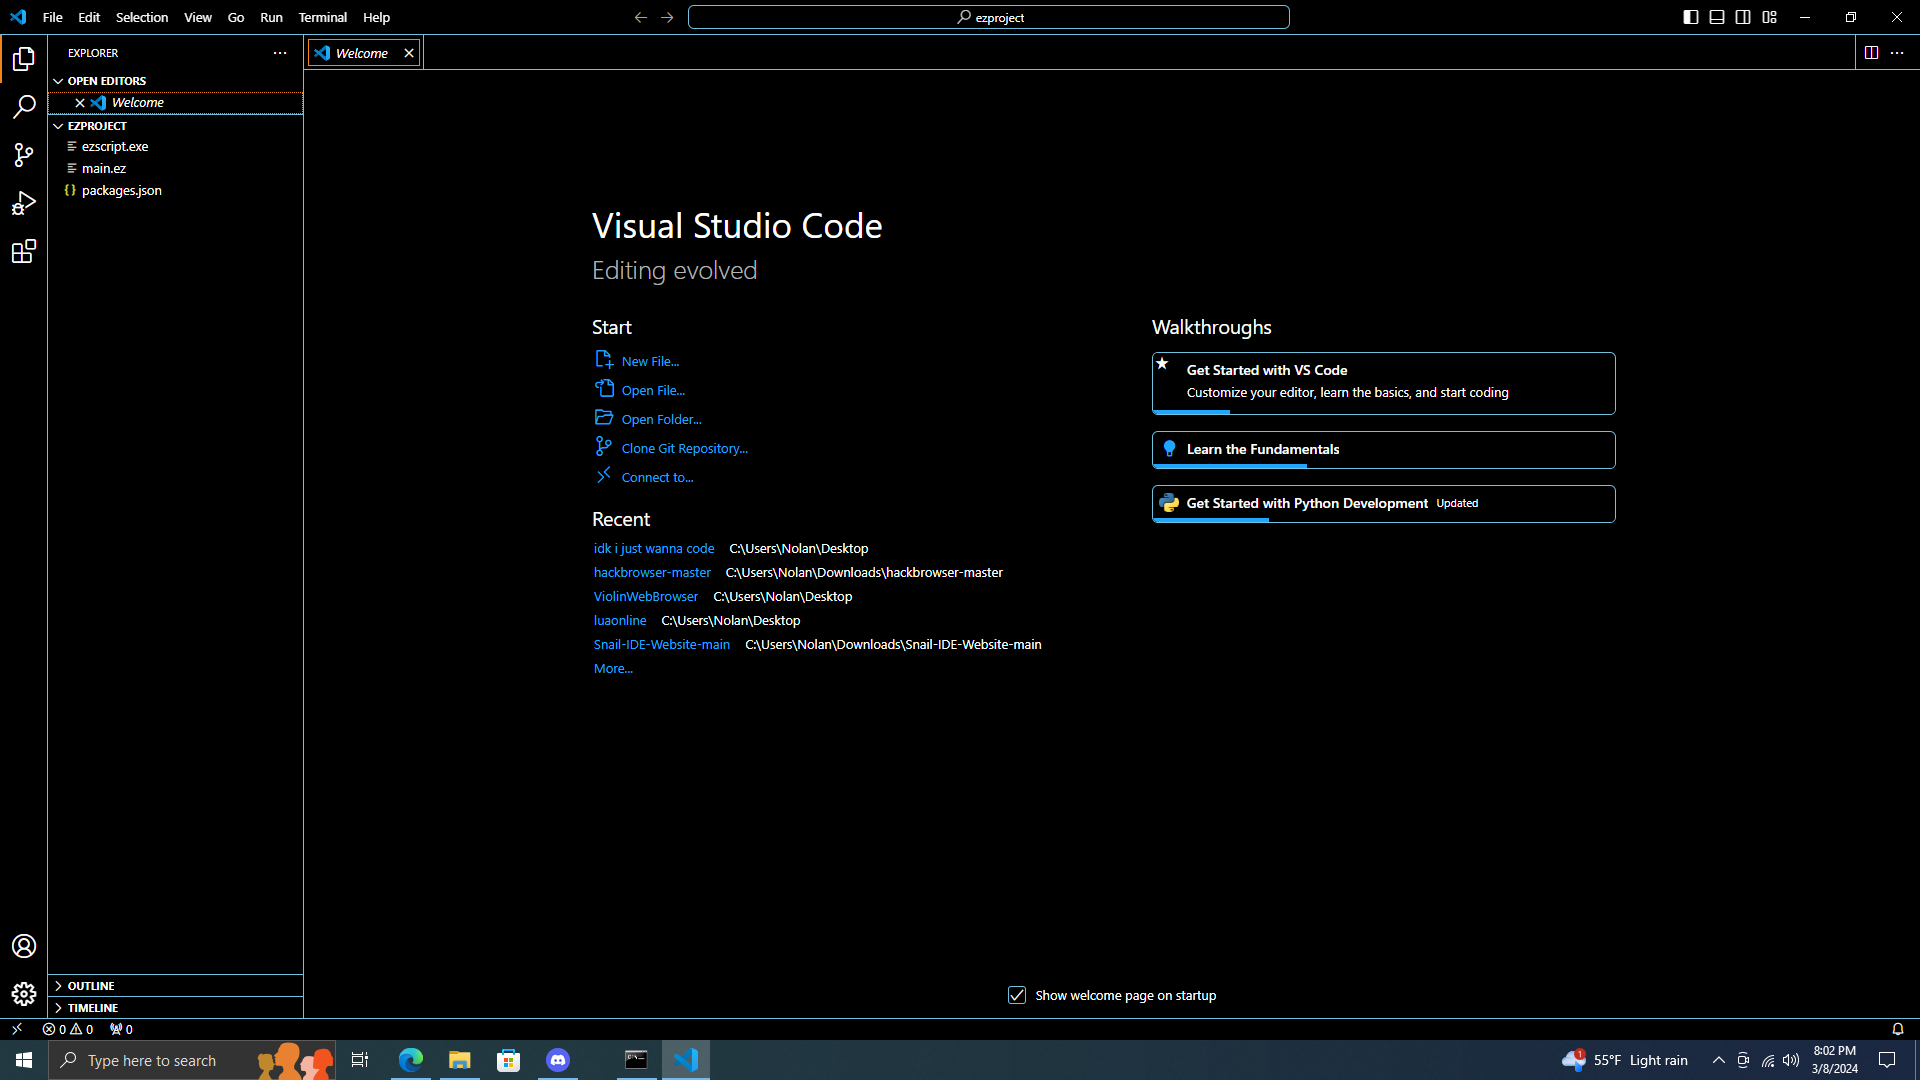 File Edit Selection View Go Run Terminal Help
ezproject
EXPLORER
OPEN EDITORS
Welcome
EZPROJECT
ezscript.exe
main.ez
packages.json
OUTLINE
TIMELINE
Welcome
Visual Studio Code
Editing evolved
Start
New File...
Open File...
Open Folder...
Clone Git Repository...
Connect to...
Recent
idk i just wanna code C:\Users\Nolan\Desktop
hackbrowser-master C:\Users\Nolan\Downloads\hackbrowser-master
ViolinWebBrowser C:\Users\Nolan\Desktop
luaonline C:\Users\Nolan\Desktop
Snail-IDE-Website-main C:\Users\Nolan\Downloads\Snail-IDE-Website-main
More...
Walkthroughs
Get Started with VS Code
Customize your editor, learn the basics, and start coding
Learn the Fundamentals
Get Started with Python Development Updated
Show welcome page on startup
0 0 0
Type here to search
1 55°F Light rain
8:02 PM
3/8/2024